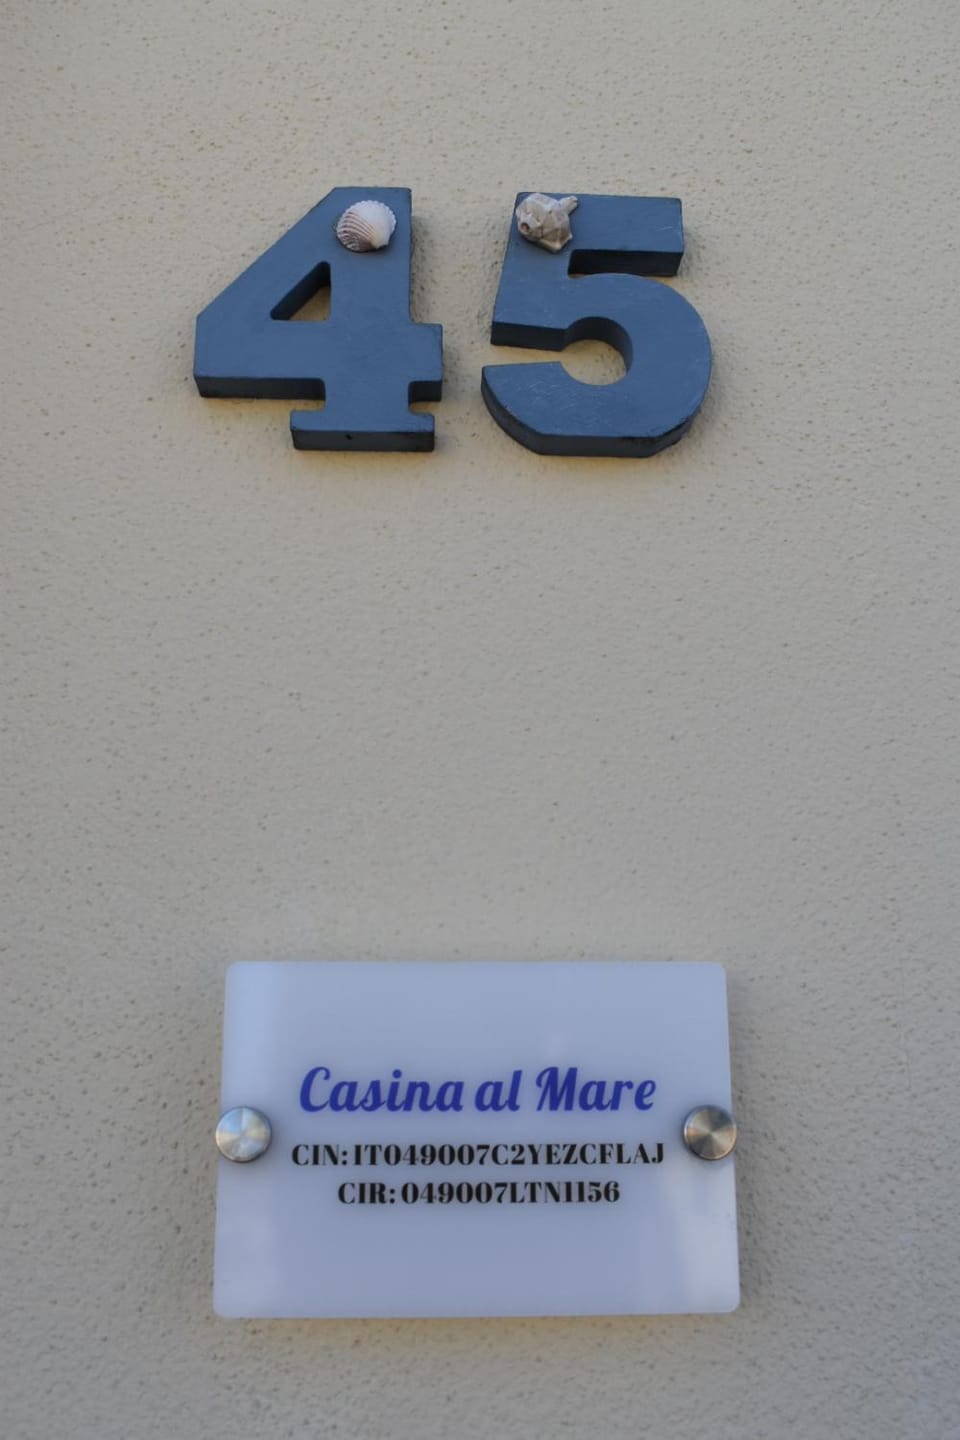 45
Casina al Mare
CIN: IT049007C2YEZCFLAJ
CIR: 049007LTN1156